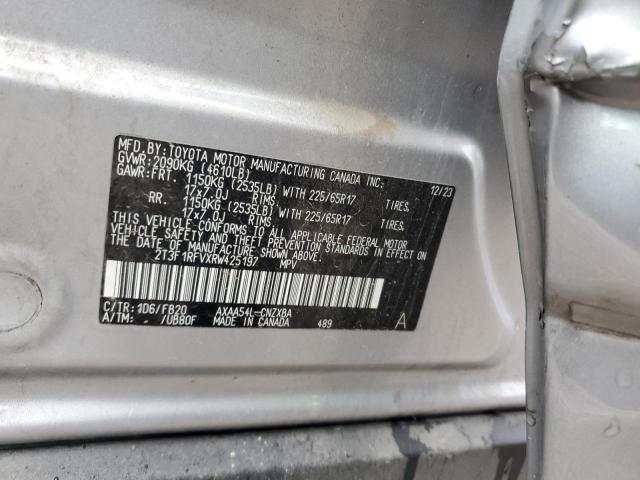 MFD.BY:TOYOTA MOTOR MANUFACTURING CANADA INC. 12/23
GVWR:2090KG (4610LB)
GAWR:FRT. 1150KG (2535LB) WITH 225/65R17 TIRES.
17x7.0J RIMS.
RR. 1150KG (2535LB) WITH 225/65R17 TIRES.
17x7.0J RIMS.
THIS VEHICLE CONFORMS TO ALL APPLICABLE FEDERAL MOTOR
VEHICLE SAFETY AND THEFT PREVENTION STANDARDS IN EFFECT
ON THE DATE OF MANUFACTURE SHOWN ABOVE.
2T3F1RFVXRW425197 MPV
C/TR:1D6/FB20 AXAA54L-CNZXBA
A/TM: /UB80F MADE IN CANADA 489 A